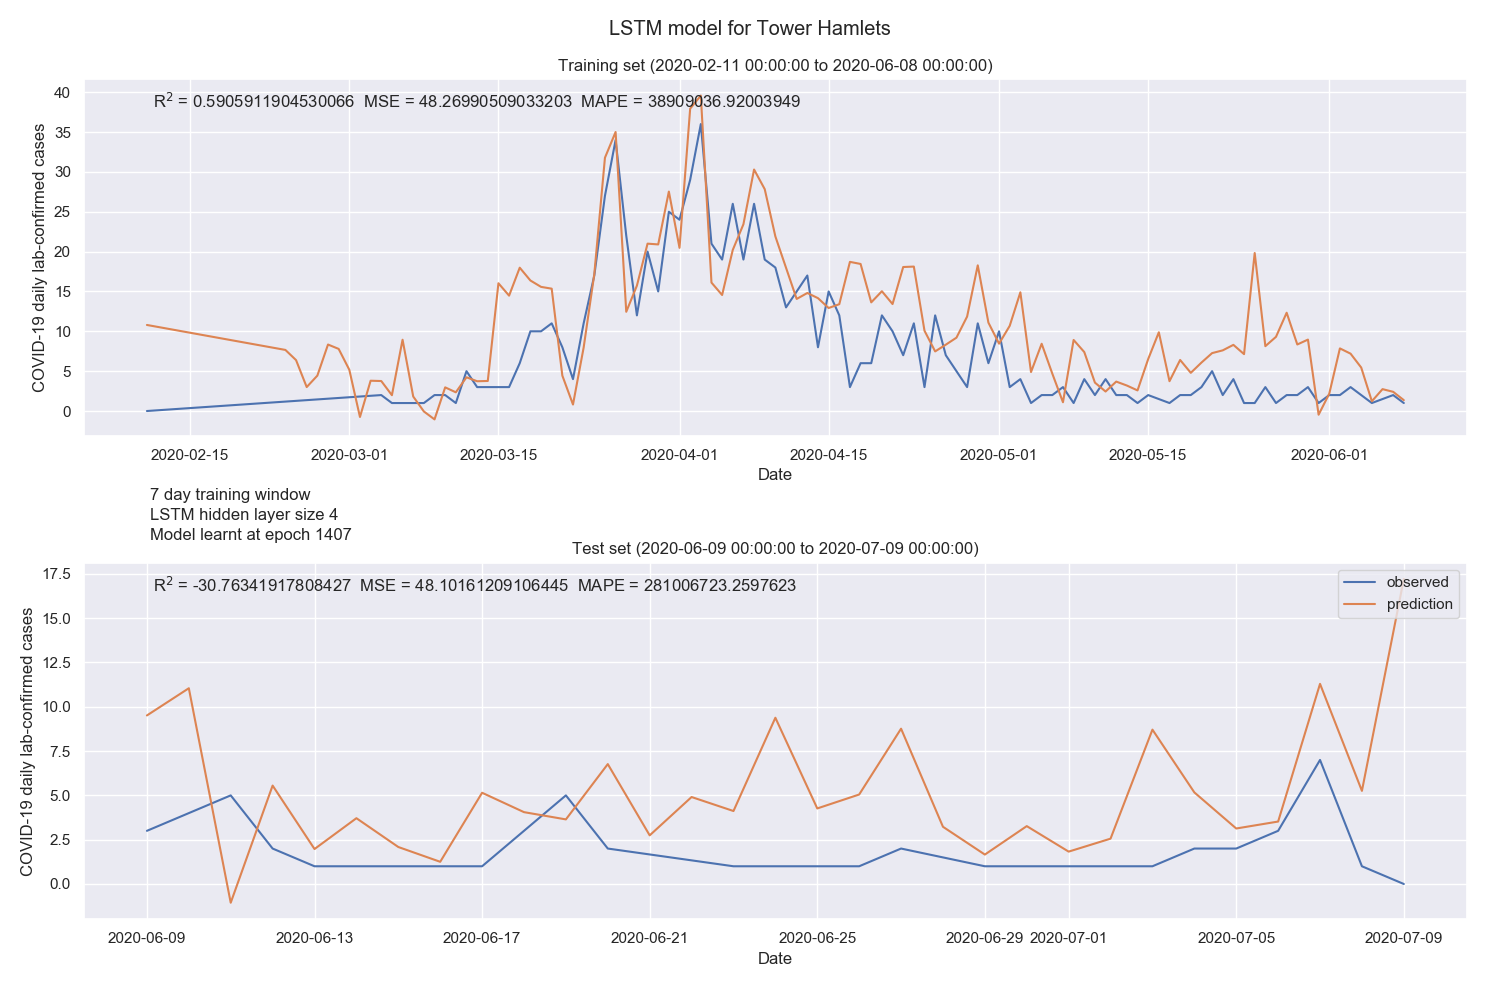 LSTM model for Tower Hamlets
Training set (2020-02-11 00:00:00 to 2020-06-08 00:00:00)
R² = 0.5905911904530066 MSE = 48.26990509033203 MAPE = 38909036.92003949
COVID-19 daily lab-confirmed cases
40
35
30
25
20
15
10
5
0
2020-02-15 2020-03-01 2020-03-15 2020-04-01 2020-04-15 2020-05-01 2020-05-15 2020-06-01
Date
7 day training window
LSTM hidden layer size 4
Model learnt at epoch 1407
Test set (2020-06-09 00:00:00 to 2020-07-09 00:00:00)
R² = -30.76341917808427 MSE = 48.10161209106445 MAPE = 281006723.2597623
observed
prediction
COVID-19 daily lab-confirmed cases
17.5
15.0
12.5
10.0
7.5
5.0
2.5
0.0
2020-06-09 2020-06-13 2020-06-17 2020-06-21 2020-06-25 2020-06-29 2020-07-01 2020-07-05 2020-07-09
Date